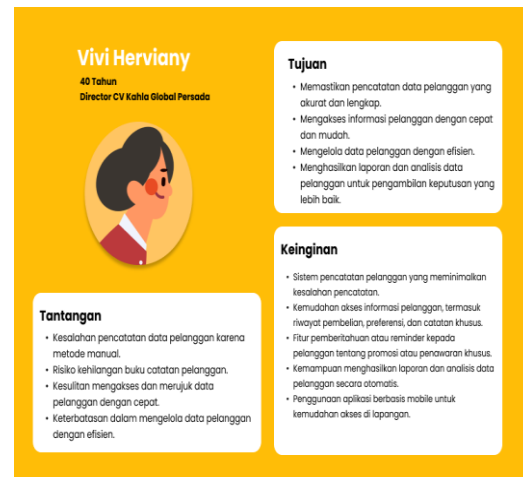 Vivi Herviany
40 Tahun
Director CV Kahla Global Persada
Tantangan
• Kesalahan pencatatan data pelanggan karena
metode manual.
• Risiko kehilangan buku catatan pelanggan.
• Kesulitan mengakses dan merujuk data
pelanggan dengan cepat.
• Keterbatasan dalam mengelola data pelanggan
dengan efisien.
Tujuan
• Memastikan pencatatan data pelanggan yang
akurat dan lengkap.
• Mengakses informasi pelanggan dengan cepat
dan mudah.
• Mengelola data pelanggan dengan efisien.
• Menghasilkan laporan dan analisis data
pelanggan untuk pengambilan keputusan yang
lebih baik.
Keinginan
• Sistem pencatatan pelanggan yang meminimalkan
kesalahan pencatatan.
• Kemudahan akses informasi pelanggan, termasuk
riwayat pembelian, preferensi, dan catatan khusus.
• Fitur pemberitahuan atau reminder kepada
pelanggan tentang promosi atau penawaran khusus.
• Kemampuan menghasilkan laporan dan analisis data
pelanggan secara otomatis.
• Penggunaan aplikasi berbasis mobile untuk
kemudahan akses di lapangan.